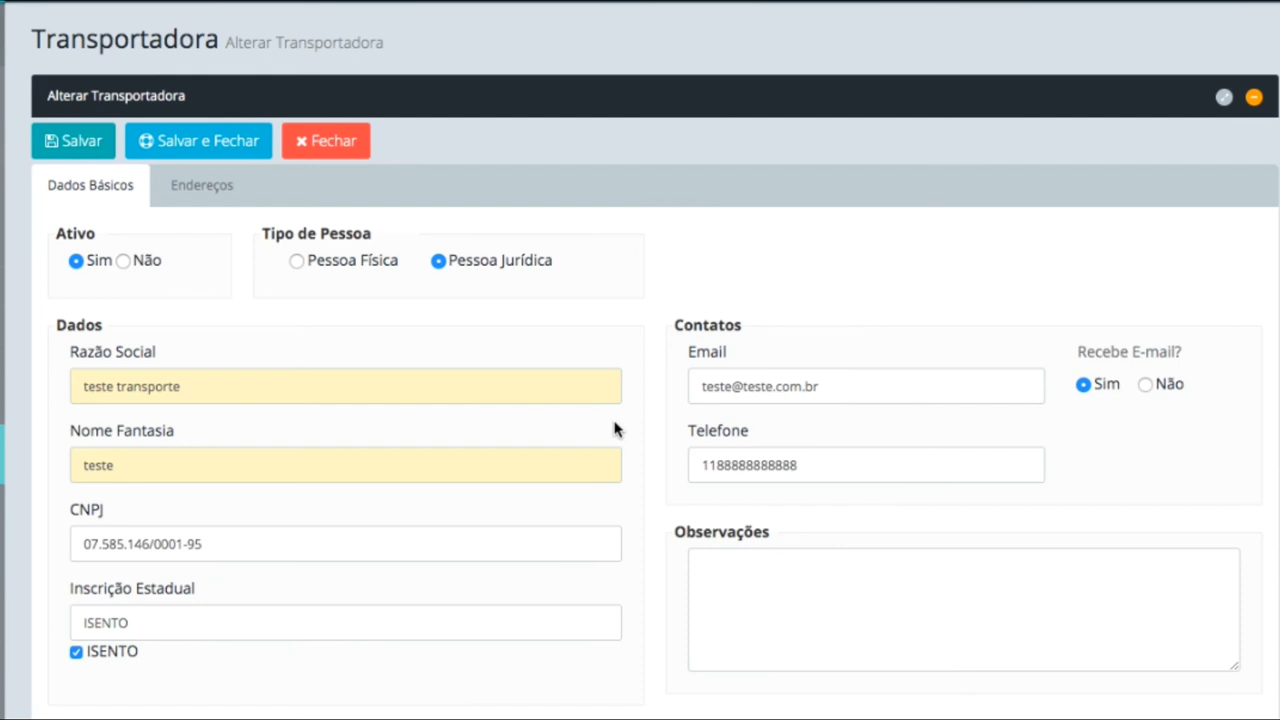 Transportadora Alterar Transportadora
Alterar Transportadora
Salvar Salvar e Fechar Fechar
Dados Básicos Endereços
Ativo
Sim Não
Tipo de Pessoa
Pessoa Física Pessoa Jurídica
Dados
Razão Social
teste transporte
Nome Fantasia
teste
CNPJ
07.585.146/0001-95
Inscrição Estadual
ISENTO
ISENTO
Contatos
Email
teste@teste.com.br
Recebe E-mail?
Sim Não
Telefone
1188888888888
Observações